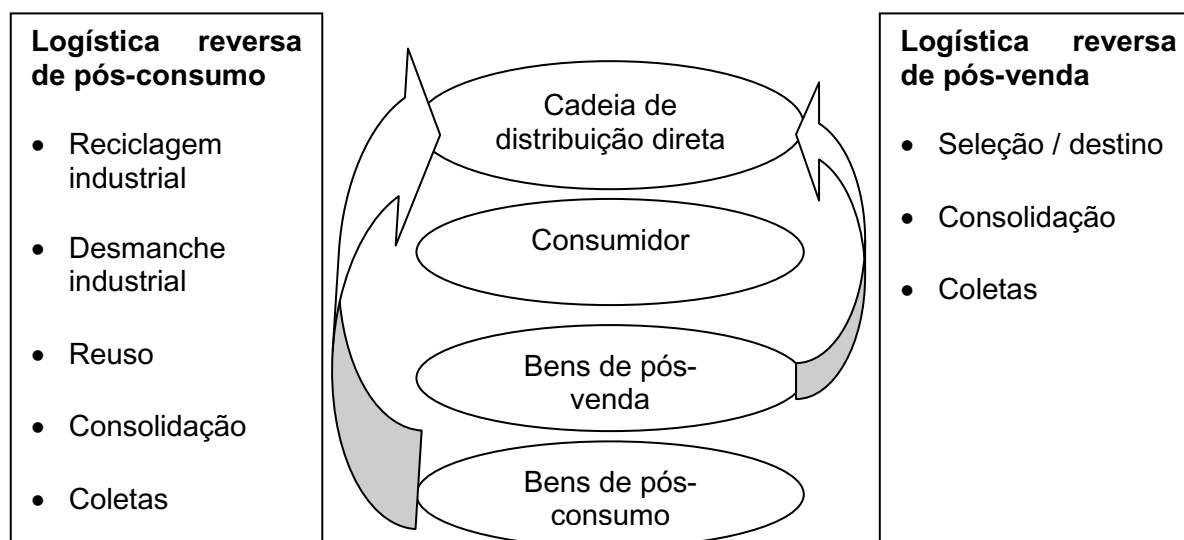 Logística reversa
de pós-consumo
• Reciclagem
industrial
• Desmanche
industrial
• Reuso
• Consolidação
• Coletas
Cadeia de
distribuição direta
Consumidor
Bens de pós-
venda
Bens de pós-
consumo
Logística reversa
de pós-venda
• Seleção / destino
• Consolidação
• Coletas